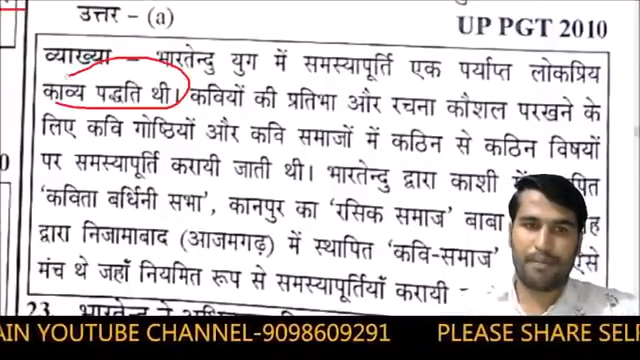 उत्तर – (a)
UP PGT 2010
व्याख्या – भारतेन्दु युग में समस्यापूर्ति एक पर्याप्त लोकप्रिय
काव्य पद्धति थी। कवियों की प्रतिभा और रचना कौशल परखने के
लिए कवि गोष्ठियों और कवि समाजों में कठिन से कठिन विषयों
पर समस्यापूर्ति करायी जाती थी। भारतेन्दु द्वारा काशी
'कविता बर्धिनी सभा', कानपुर का 'रसिक समाज' बाबा
द्वारा निजामाबाद (आजमगढ़) में स्थापित 'कवि-समाज'
मंच थे जहाँ नियमित रूप से समस्यापूर्तियाँ करायी
23.
AIN YOUTUBE CHANNEL-9098609291 PLEASE SHARE SEL